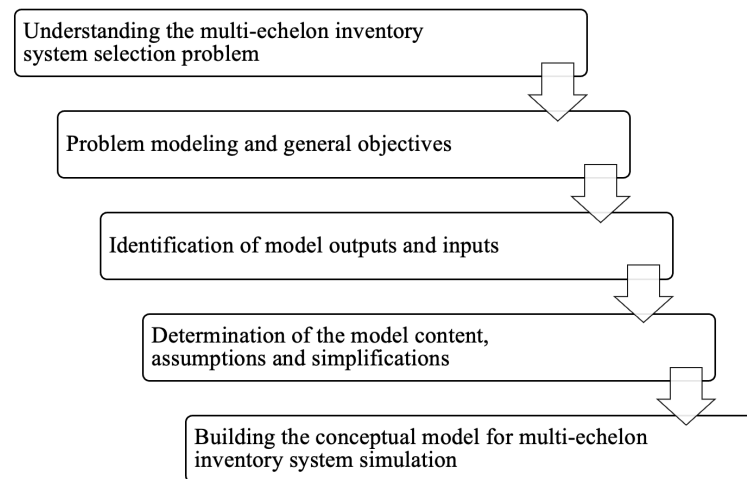 Understanding the multi-echelon inventory
system selection problem
Problem modeling and general objectives
Identification of model outputs and inputs
Determination of the model content,
assumptions and simplifications
Building the conceptual model for multi-echelon
inventory system simulation